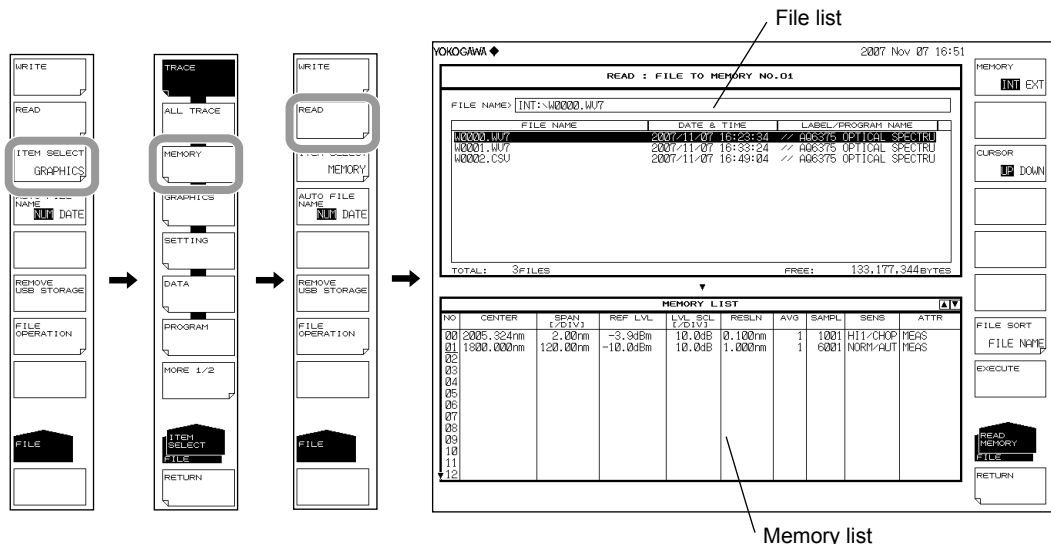 File list
WRITE
READ
ITEM SELECT
GRAPHICS
AUTO FILE
NAME
NUM DATE
REMOVE
USB STORAGE
FILE
OPERATION
FILE
TRACE
ALL TRACE
MEMORY
GRAPHICS
SETTING
DATA
PROGRAM
MORE 1/2
ITEM
SELECT
FILE
RETURN
WRITE
READ
ITEM SELECT
MEMORY
AUTO FILE
NAME
NUM DATE
REMOVE
USB STORAGE
FILE
OPERATION
FILE
YOKOGAWA 2007 Nov 07 16:51
READ : FILE TO MEMORY NO.01
FILE NAME> INT:\W0000.WV7
FILE NAME DATE & TIME LABEL/PROGRAM NAME
W0000.WV7 2007/11/07 16:23:34 // AQ6375 OPTICAL SPECTRU
W0001.WV7 2007/11/07 16:33:24 // AQ6375 OPTICAL SPECTRU
W0002.CSV 2007/11/07 16:49:04 // AQ6375 OPTICAL SPECTRU
TOTAL: 3FILES FREE: 133,177,344BYTES
MEMORY LIST
NO CENTER SPAN [/DIV] REF LVL LVL SCL [/DIV] RESLN AVG SAMPL SENS ATTR
00 2005.324nm 2.00nm -3.9dBm 10.0dB 0.100nm 1 1001 HI1/CHOP MEAS
01 1800.000nm 120.00nm -10.0dBm 10.0dB 1.000nm 1 6001 NORM/AUT MEAS
02
03
04
05
06
07
08
09
10
11
12
MEMORY
INT EXT
CURSOR
UP DOWN
FILE SORT
FILE NAME
EXECUTE
READ
MEMORY
FILE
RETURN
Memory list